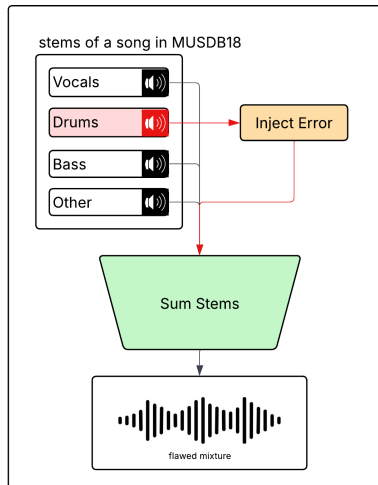 stems of a song in MUSDB18
Vocals
Drums
Inject Error
Bass
Other
Sum Stems
flawed mixture